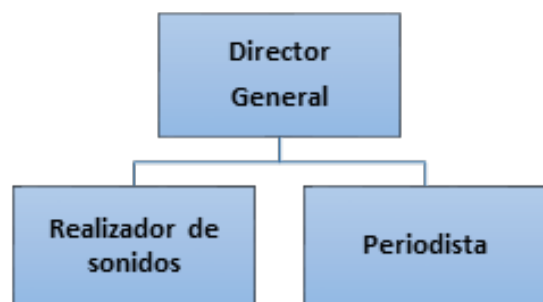 Director
General
Realizador de
sonidos
Periodista